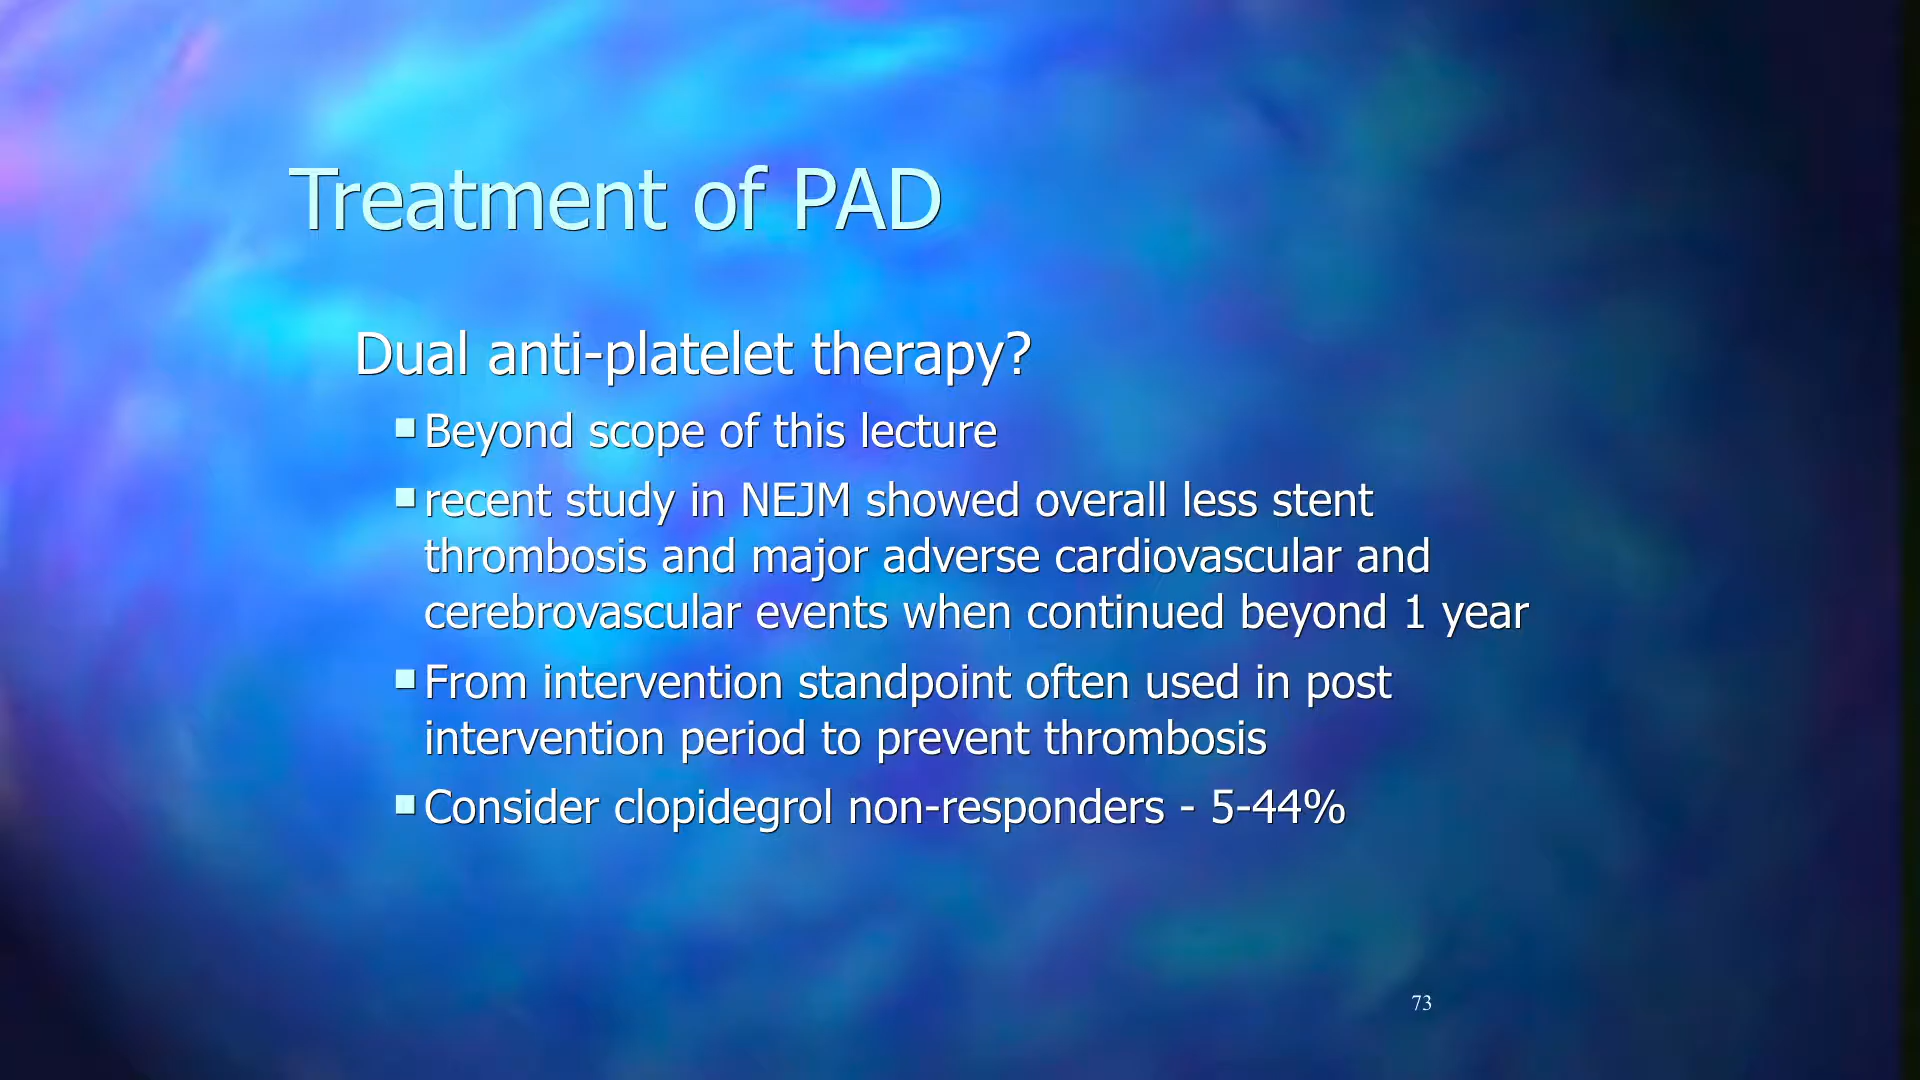 Treatment of PAD
Dual anti-platelet therapy?
Beyond scope of this lecture
recent study in NEJM showed overall less stent
thrombosis and major adverse cardiovascular and
cerebrovascular events when continued beyond 1 year
From intervention standpoint often used in post
intervention period to prevent thrombosis
Consider clopidegrol non-responders - 5-44%
73